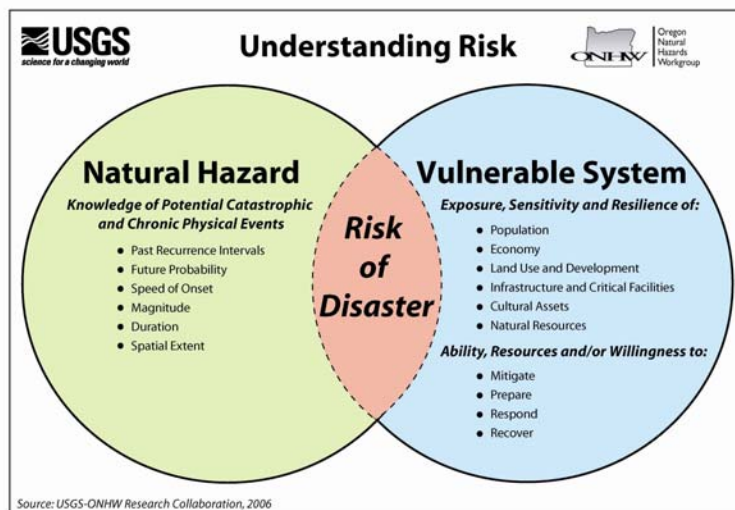 USGS
science for a changing world
Understanding Risk
ONHW
Oregon
Natural
Hazards
Workgroup
Natural Hazard
Knowledge of Potential Catastrophic
and Chronic Physical Events
• Past Recurrence Intervals
• Future Probability
• Speed of Onset
• Magnitude
• Duration
• Spatial Extent
Risk
of
Disaster
Vulnerable System
Exposure, Sensitivity and Resilience of:
• Population
• Economy
• Land Use and Development
• Infrastructure and Critical Facilities
• Cultural Assets
• Natural Resources
Ability, Resources and/or Willingness to:
• Mitigate
• Prepare
• Respond
• Recover
Source: USGS-ONHW Research Collaboration, 2006